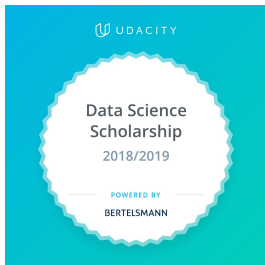 UDACITY
Data Science
Scholarship
2018/2019
POWERED BY
BERTELSMANN